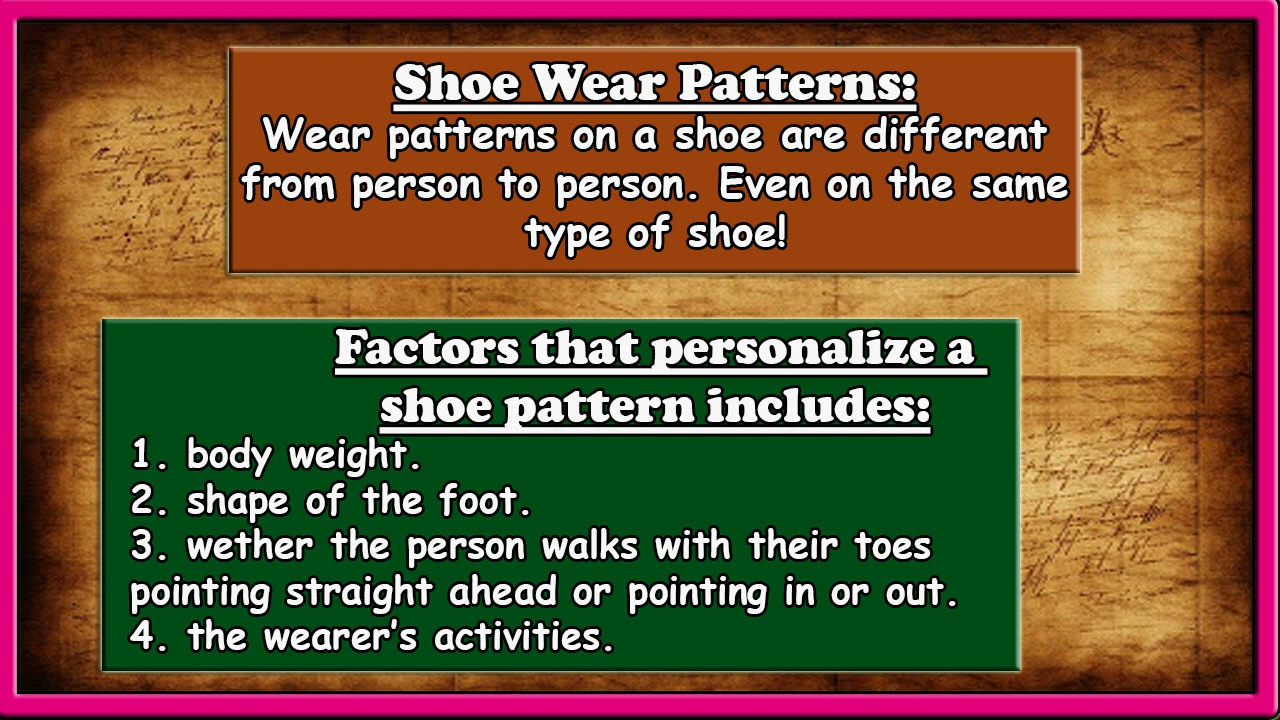 Shoe Wear Patterns:
Wear patterns on a shoe are different
from person to person. Even on the same
type of shoe!
Factors that personalize a
shoe pattern includes:
1. body weight.
2. shape of the foot.
3. wether the person walks with their toes
pointing straight ahead or pointing in or out.
4. the wearer's activities.